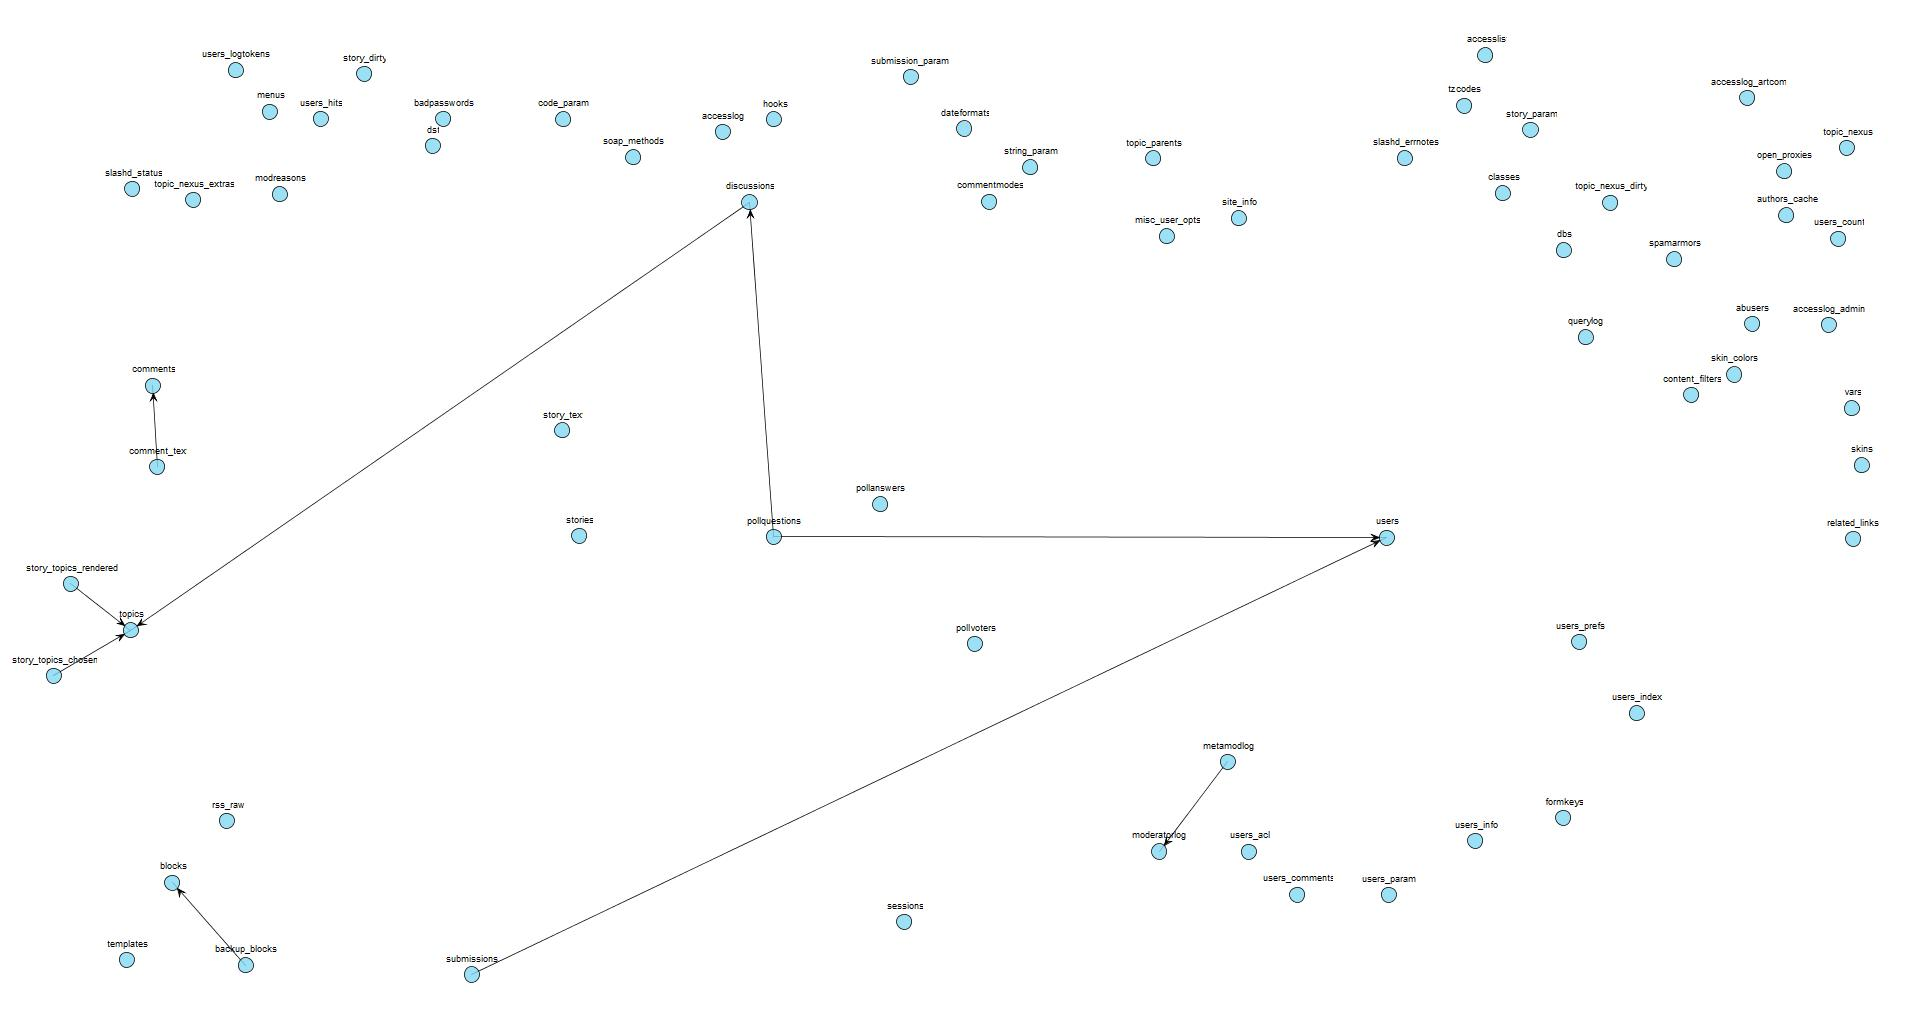 accesslis
users_logtokens
story_dirty
submission_param
accesslog_artcom
tzcodes
menus
users_hits
badpasswords
code_param
hooks
accesslog
dateformats
story_param
dst
soap_methods
string_param
topic_parents
slashd_errnotes
topic_nexus
open_proxies
slashd_status
topic_nexus_extras
modreasons
discussions
commentmodes
classes
topic_nexus_dirty
authors_cache
site_info
misc_user_opts
users_count
dbs
spamarmors
abusers
accesslog_admin
querylog
skin_colors
comments
content_filters
vars
story_tex
comment_tex
skins
pollanswers
stories
pollquestions
users
related_links
story_topics_rendered
topics
pollvoters
users_prefs
story_topics_chosen
users_index
metamodlog
rss_raw
formkeys
users_info
moderatorlog
users_acl
blocks
users_comments
users_param
sessions
templates
backup_blocks
submissions